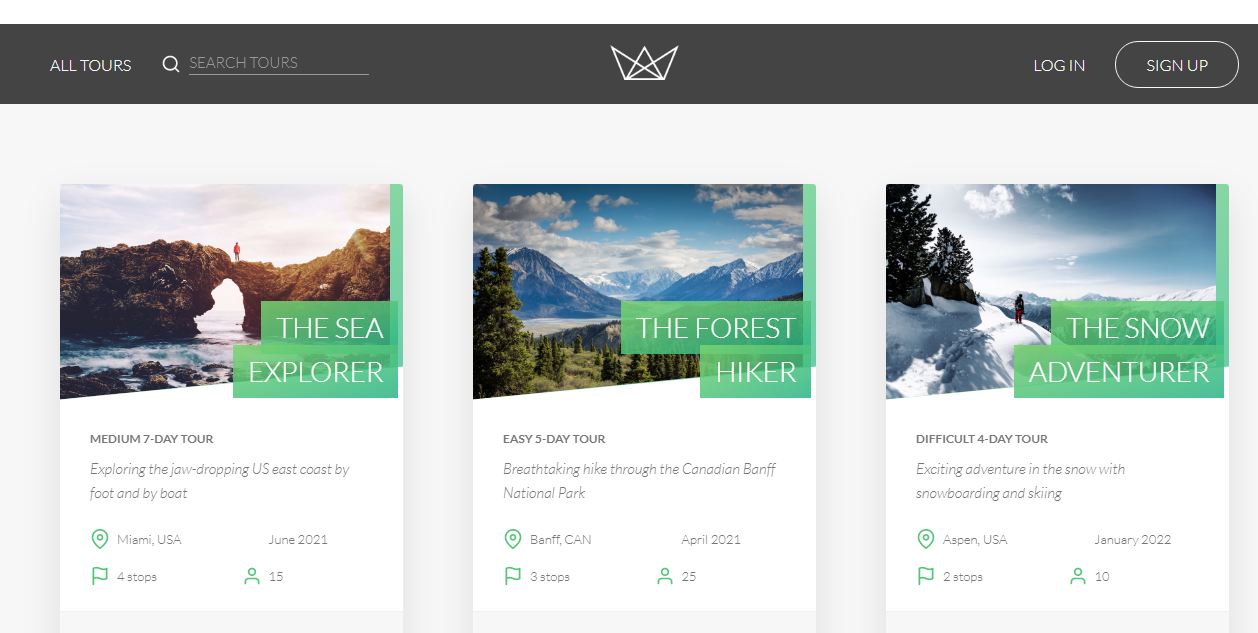 ALL TOURS
SEARCH TOURS
LOG IN
SIGN UP
THE SEA
EXPLORER
MEDIUM 7-DAY TOUR
Exploring the jaw-dropping US east coast by
foot and by boat
Miami, USA
June 2021
4 stops
15
THE FOREST
HIKER
EASY 5-DAY TOUR
Breathtaking hike through the Canadian Banff
National Park
Banff, CAN
April 2021
3 stops
25
THE SNOW
ADVENTURER
DIFFICULT 4-DAY TOUR
Exciting adventure in the snow with
snowboarding and skiing
Aspen, USA
January 2022
2 stops
10